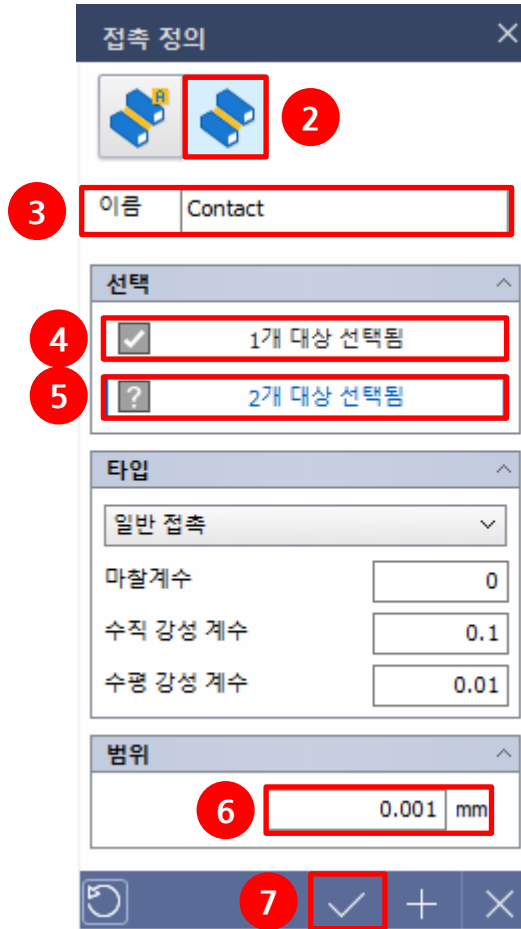 접촉 정의
A
2
3 이름 Contact
선택
4 1개 대상 선택됨
5 ? 2개 대상 선택됨
타입
일반 접촉
마찰계수 0
수직 강성 계수 0.1
수평 강성 계수 0.01
범위
6 0.001 mm
7